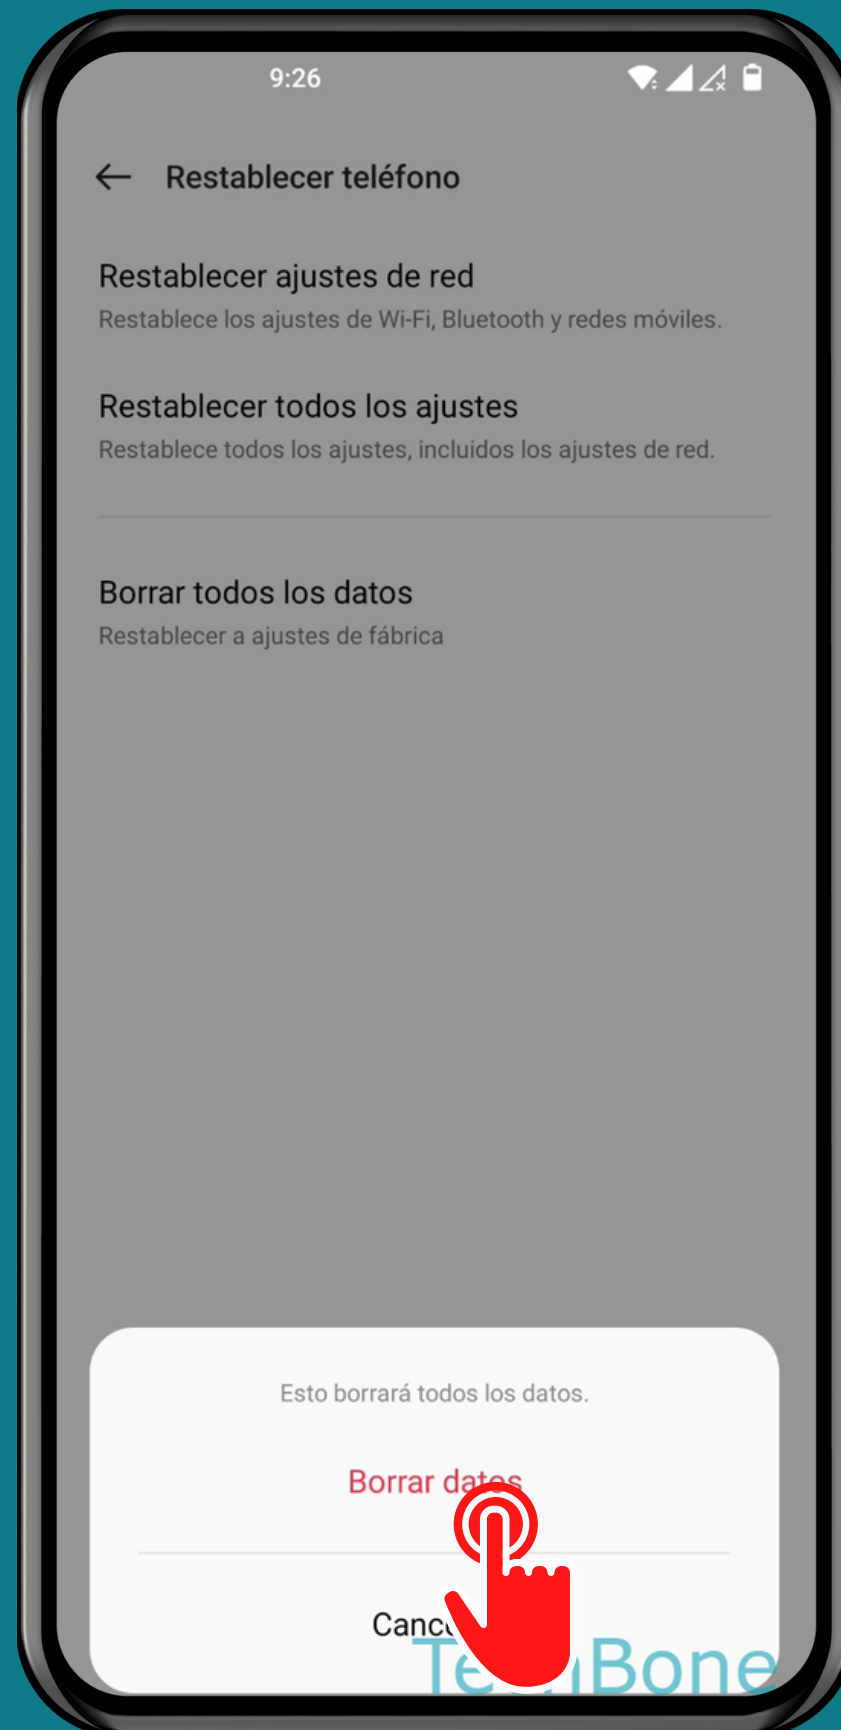 9:26
Restablecer teléfono
Restablecer ajustes de red
Restablece los ajustes de Wi-Fi, Bluetooth y redes móviles.
Restablecer todos los ajustes
Restablece todos los ajustes, incluidos los ajustes de red.
Borrar todos los datos
Restablecer a ajustes de fábrica
Esto borrará todos los datos.
Borrar datos